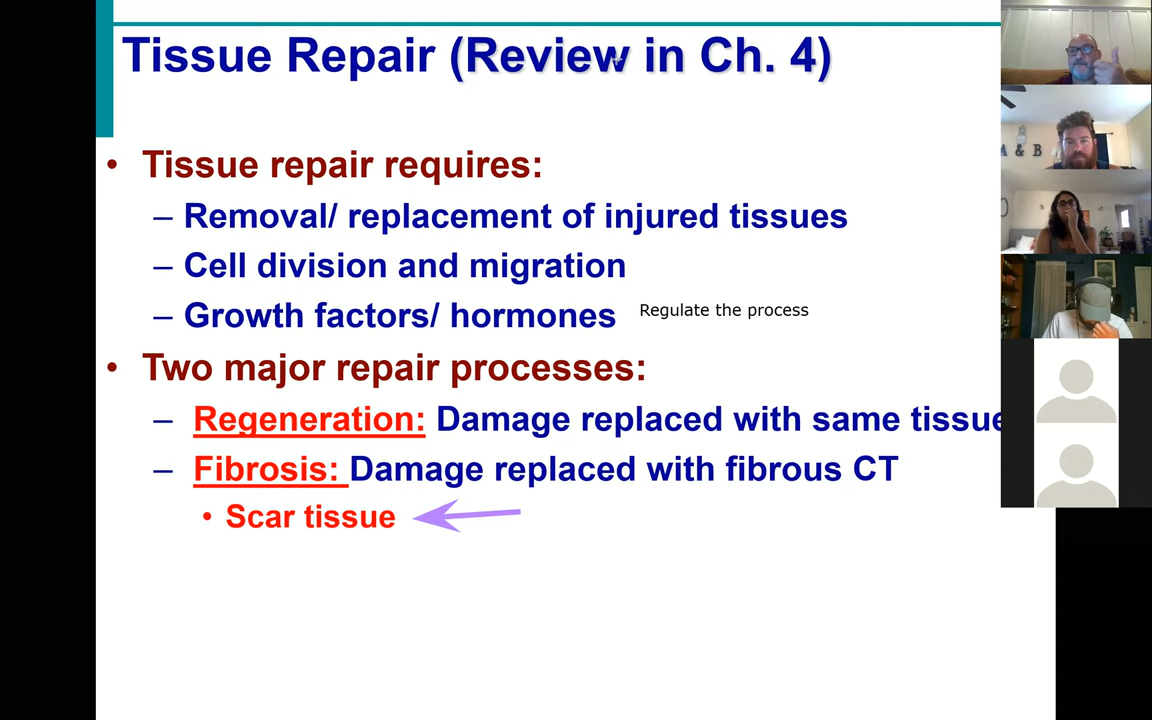 Tissue Repair (Review in Ch. 4)
• Tissue repair requires:
– Removal/ replacement of injured tissues
– Cell division and migration
– Growth factors/ hormones Regulate the process
• Two major repair processes:
– Regeneration: Damage replaced with same tissue
– Fibrosis: Damage replaced with fibrous CT
• Scar tissue
A & B